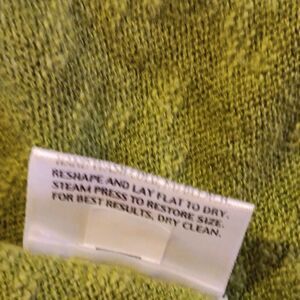 RESHAPE AND LAY FLAT TO DRY.
STEAM PRESS TO RESTORE SIZE.
FOR BEST RESULTS, DRY CLEAN.